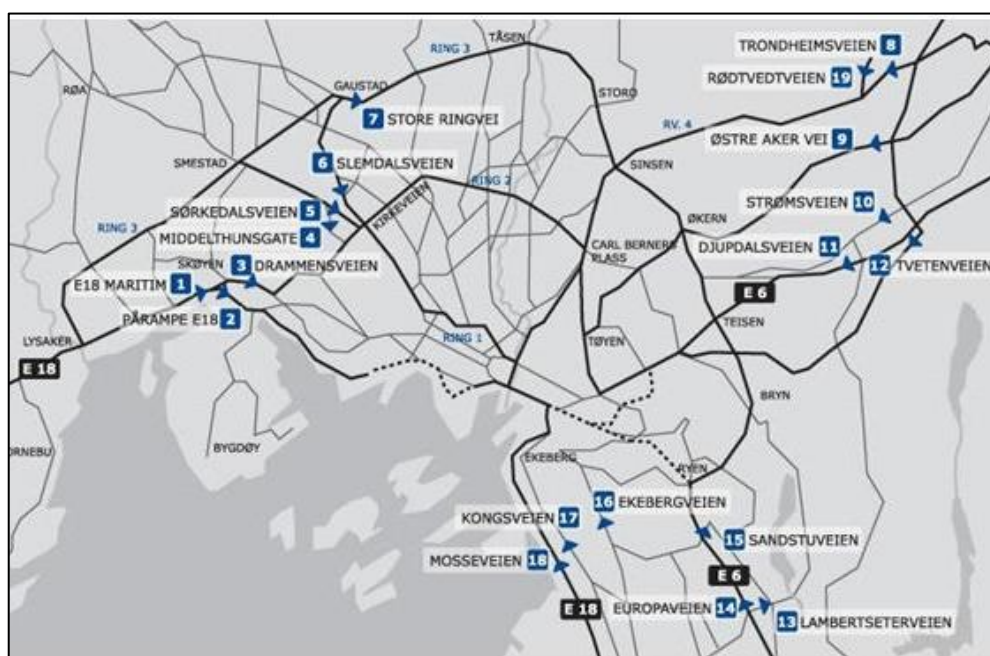 TRONDHEIMSVEIEN 8
TÅSEN
RING 3
RØDTVEDTVEIEN 19
GAUSTAD
RØA
STORO
7 STORE RINGVEI
RV. 4
ØSTRE AKER VEI 9
SMESTAD
6 SLEMDALSVEIEN
SINSEN
RING 2
KIRKEVEIEN
STRØMSVEIEN 10
SØRKEDALSVEIEN 5
RING 3
ØKERN
MIDDELTHUNSGATE 4
CARL BERNERS
PLASS
DJUPDALSVEIEN 11
SKØYEN
3 DRAMMENSVEIEN
12 TVETENVEIEN
E18 MARITIM 1
E 6
PÅRAMPE E18 2
TEISEN
LYSAKER
RING 1
TØYEN
E 18
BRYN
BYGDØY
ORNEBU
EKEBERG
RYEN
16 EKEBERGVEIEN
KONGSVEIEN 17
15 SANDSTUVEIEN
MOSSEVEIEN 18
E 6
E 18
EUROPAVEIEN 14
13 LAMBERTSETERVEIEN